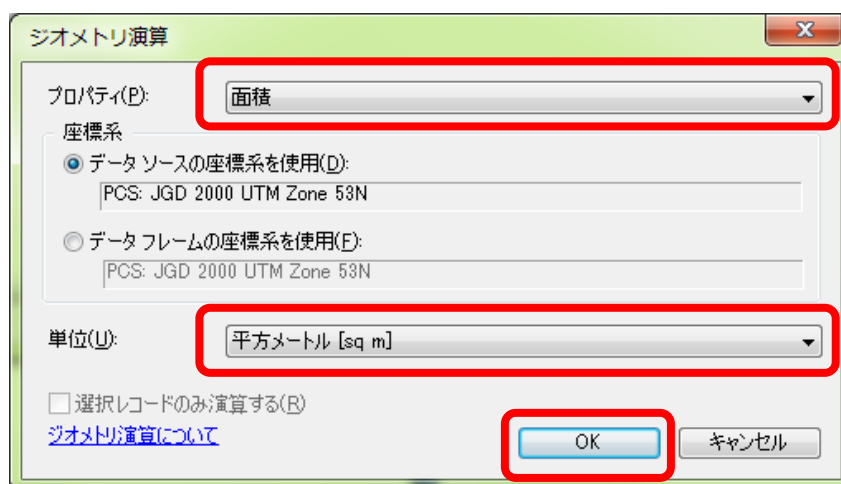 ジオメトリ演算
プロパティ(P): 面積
座標系
データ ソースの座標系を使用(D):
PCS: JGD 2000 UTM Zone 53N
データ フレームの座標系を使用(F):
PCS: JGD 2000 UTM Zone 53N
単位(U): 平方メートル [sq m]
選択レコードのみ演算する(R)
ジオメトリ演算について OK キャンセル